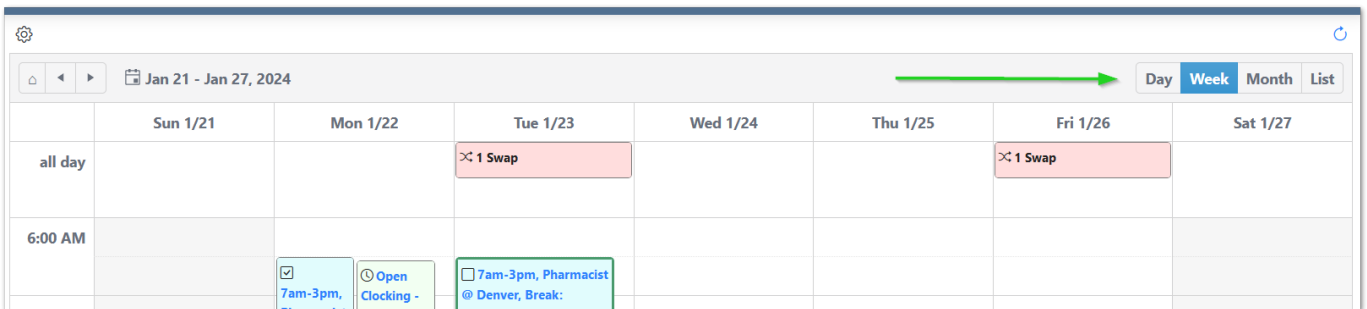 Jan 21 - Jan 27, 2024
Day Week Month List
Sun 1/21 Mon 1/22 Tue 1/23 Wed 1/24 Thu 1/25 Fri 1/26 Sat 1/27
all day
1 Swap
1 Swap
6:00 AM
7am-3pm,
Open
Clocking -
7am-3pm, Pharmacist
@ Denver, Break: